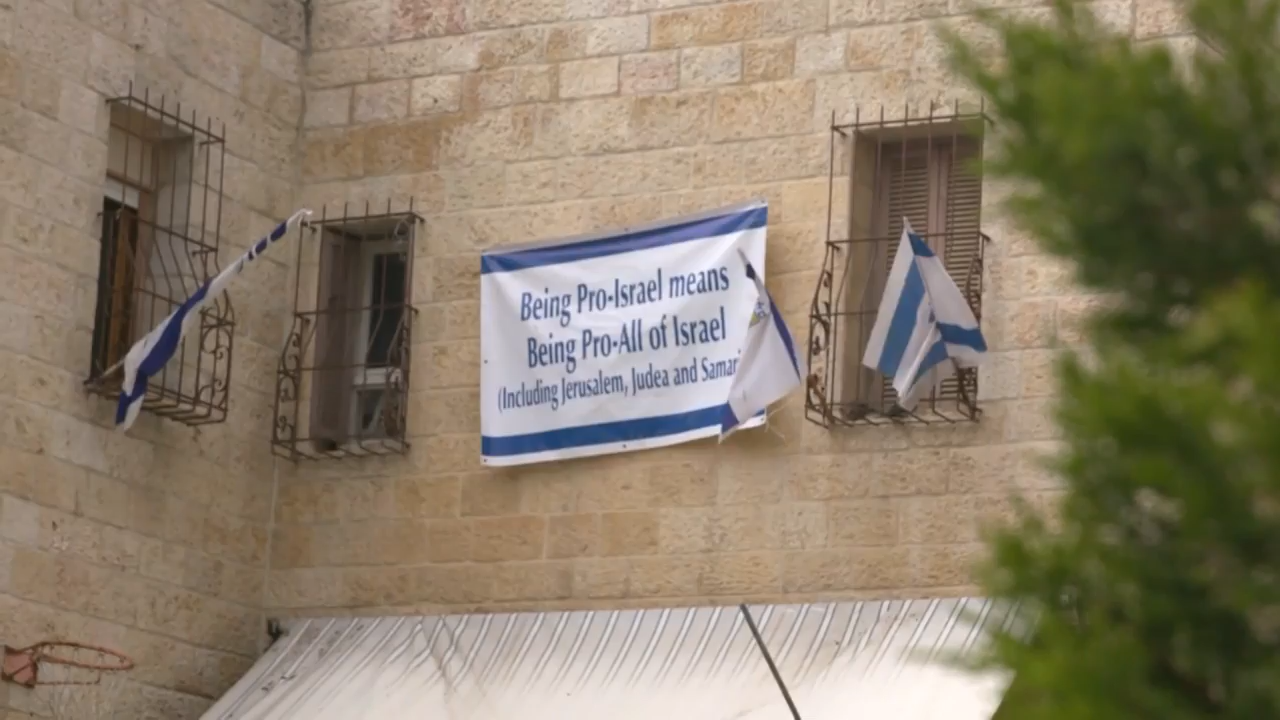 Being Pro-Israel means
Being Pro-All of Israel
(Including Jerusalem, Judea and